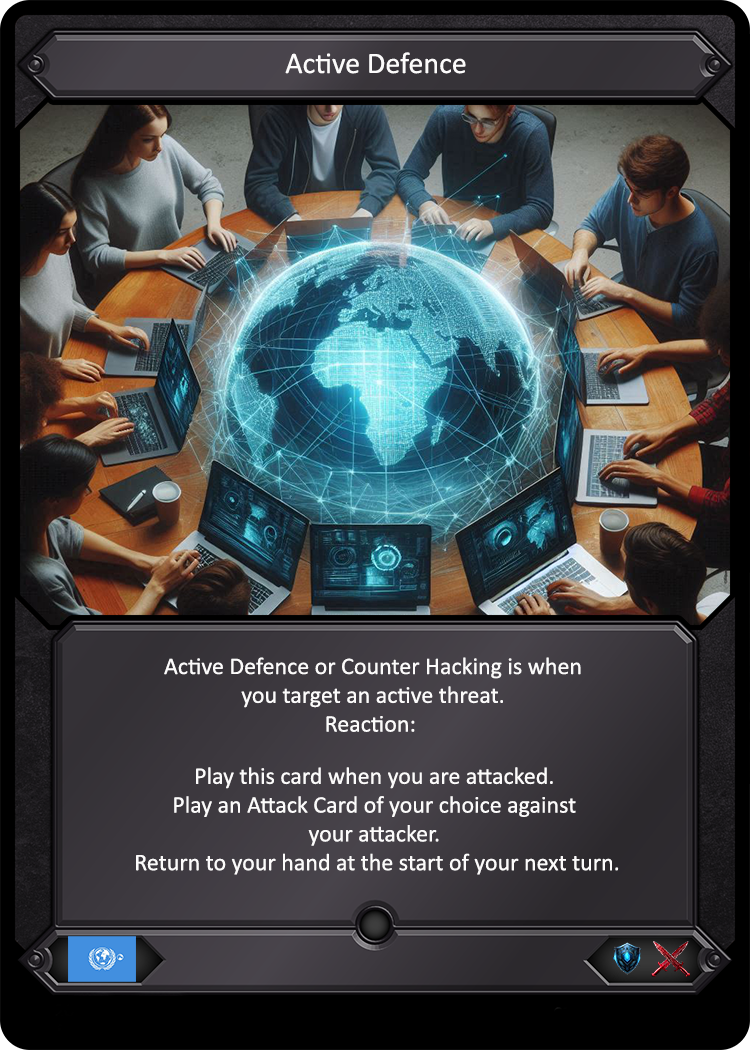 Active Defence
Active Defence or Counter Hacking is when
you target an active threat.
Reaction:
Play this card when you are attacked.
Play an Attack Card of your choice against
your attacker.
Return to your hand at the start of your next turn.